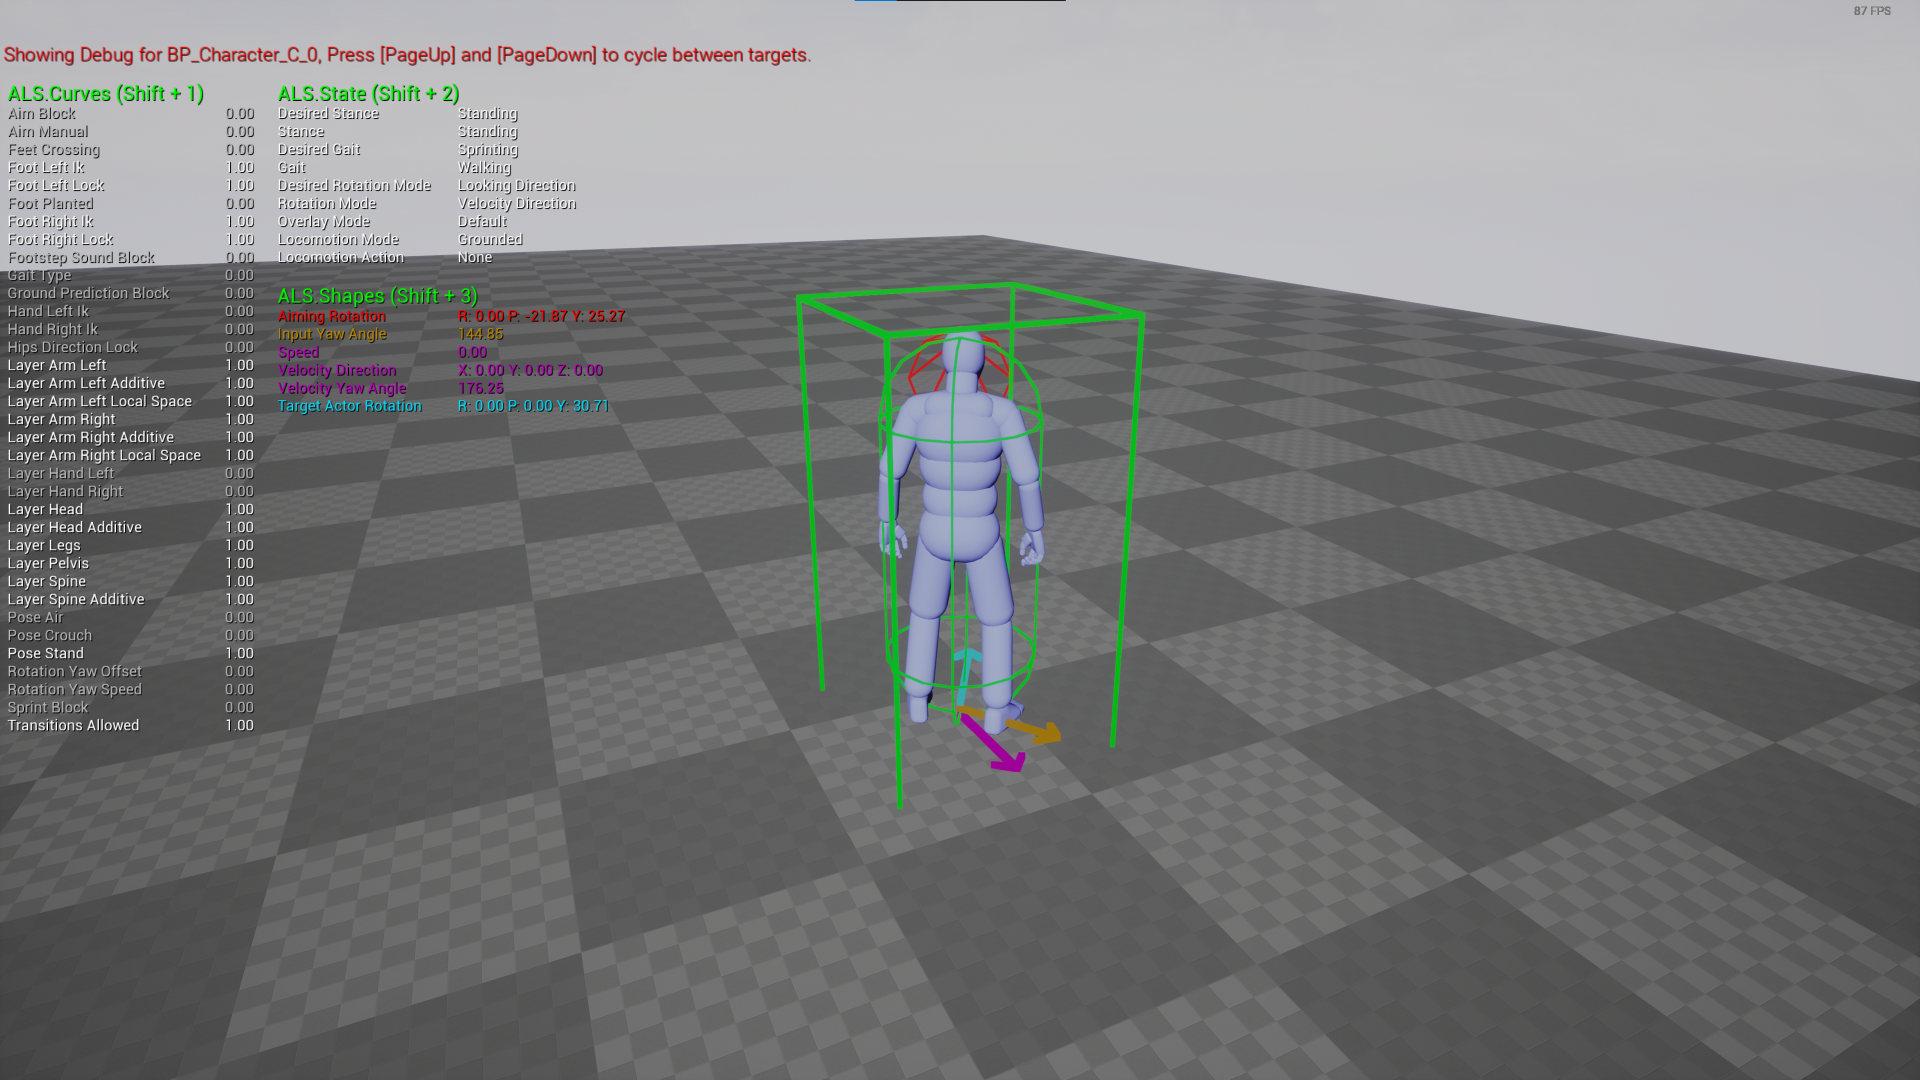 87 FPS
Showing Debug for BP_Character_C_0, Press [PageUp] and [PageDown] to cycle between targets.
ALS.Curves (Shift + 1)
Aim Block 0.00
Aim Manual 0.00
Feet Crossing 0.00
Foot Left Ik 1.00
Foot Left Lock 1.00
Foot Planted 0.00
Foot Right Ik 1.00
Foot Right Lock 1.00
Footstep Sound Block 0.00
Gait Type 0.00
Ground Prediction Block 0.00
Hand Left Ik 0.00
Hand Right Ik 0.00
Hips Direction Lock 0.00
Layer Arm Left 1.00
Layer Arm Left Additive 1.00
Layer Arm Left Local Space 1.00
Layer Arm Right 1.00
Layer Arm Right Additive 1.00
Layer Arm Right Local Space 1.00
Layer Hand Left 0.00
Layer Hand Right 0.00
Layer Head 1.00
Layer Head Additive 1.00
Layer Legs 1.00
Layer Pelvis 1.00
Layer Spine 1.00
Layer Spine Additive 1.00
Pose Air 0.00
Pose Crouch 0.00
Pose Stand 1.00
Rotation Yaw Offset 0.00
Rotation Yaw Speed 0.00
Sprint Block 0.00
Transitions Allowed 1.00
ALS.State (Shift + 2)
Desired Stance Standing
Stance Standing
Desired Gait Sprinting
Gait Walking
Desired Rotation Mode Looking Direction
Rotation Mode Velocity Direction
Overlay Mode Default
Locomotion Mode Grounded
Locomotion Action None
ALS.Shapes (Shift + 3)
Aiming Rotation R: 0.00 P: -21.87 Y: 25.27
Input Yaw Angle 144.85
Speed 0.00
Velocity Direction X: 0.00 Y: 0.00 Z: 0.00
Velocity Yaw Angle 176.25
Target Actor Rotation R: 0.00 P: 0.00 Y: 30.71